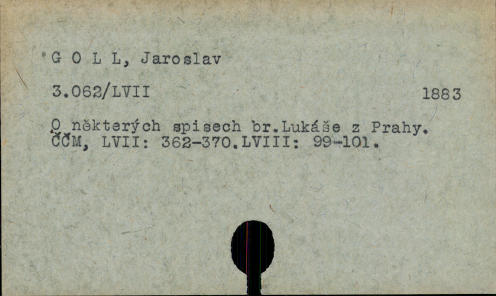 G O L L, Jaroslav
3.062/LVII 1883
O některých spisech br.Lukáše z Prahy.
ČČM, LVII: 362-370.LVIII: 99-101.